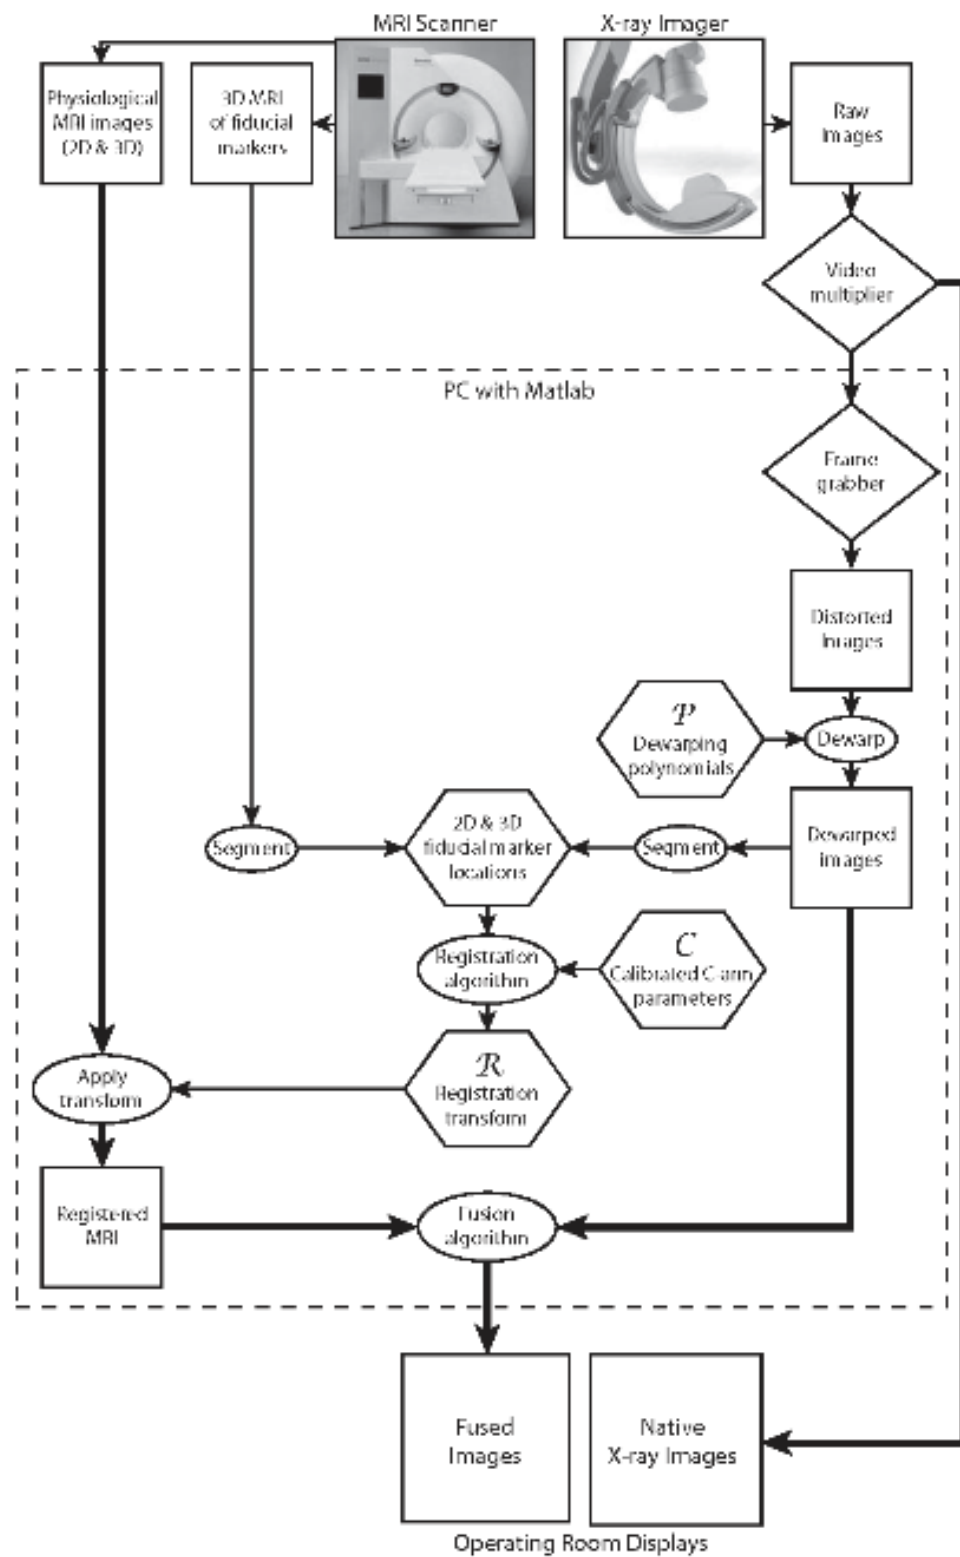 MRI Scanner
X-ray Imager
Physiological
MRI images
(2D & 3D)
3D MRI
of fiducial
markers
Raw
Images
Video
multiplier
PC with Matlab
Frame
grabber
Distorted
Images
P
Dewarping
polynomials
Dewarp
Segment
2D & 3D
fiducial marker
locations
Segment
Dewarped
images
Registration
algorithm
C
Calibrated C-arm
parameters
Apply
transform
R
Registration
transform
Registered
MRI
Fusion
algorithm
Fused
Images
Native
X-ray Images
Operating Room Displays